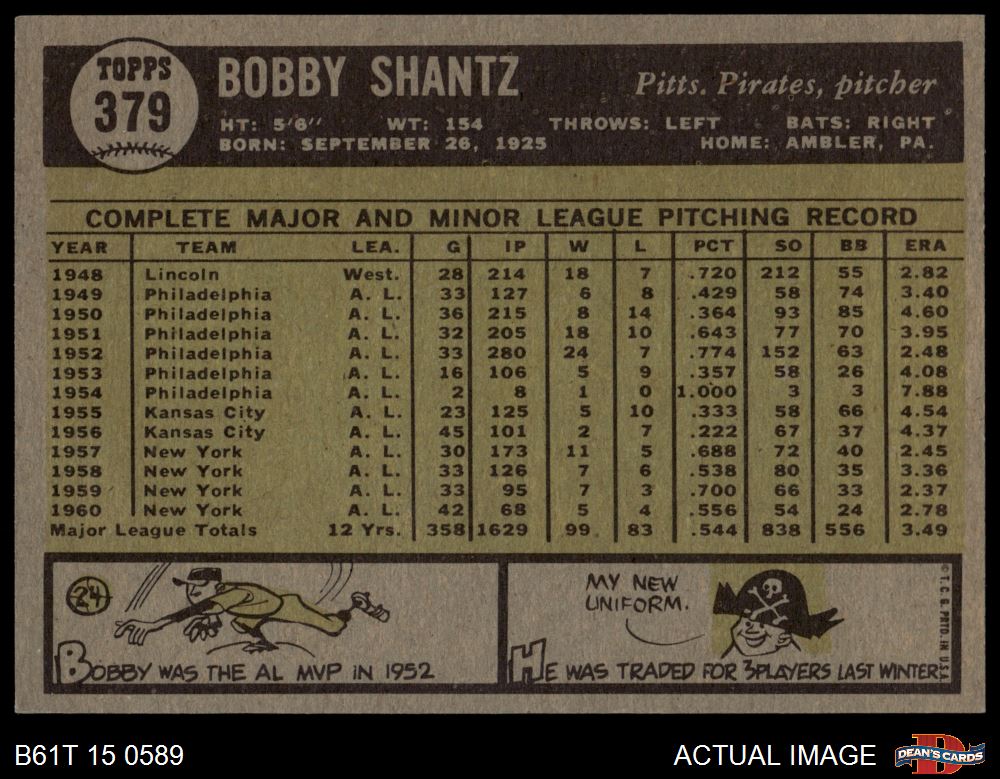 TOPPS
379
BOBBY SHANTZ
Pitts. Pirates, pitcher
HT: 5'6" WT: 154 THROWS: LEFT BATS: RIGHT
BORN: SEPTEMBER 26, 1925 HOME: AMBLER, PA.
COMPLETE MAJOR AND MINOR LEAGUE PITCHING RECORD
YEAR TEAM LEA. G IP W L PCT SO BB ERA
1948 Lincoln West. 28 214 18 7 .720 212 55 2.82
1949 Philadelphia A. L. 33 127 6 8 .429 58 74 3.40
1950 Philadelphia A. L. 36 215 8 14 .364 93 85 4.60
1951 Philadelphia A. L. 32 205 18 10 .643 77 70 3.95
1952 Philadelphia A. L. 33 280 24 7 .774 152 63 2.48
1953 Philadelphia A. L. 16 106 5 9 .357 58 26 4.08
1954 Philadelphia A. L. 2 8 1 0 1.000 3 3 7.88
1955 Kansas City A. L. 23 125 5 10 .333 58 66 4.54
1956 Kansas City A. L. 45 101 2 7 .222 67 37 4.37
1957 New York A. L. 30 173 11 5 .688 72 40 2.45
1958 New York A. L. 33 126 7 6 .538 80 35 3.36
1959 New York A. L. 33 95 7 3 .700 66 33 2.37
1960 New York A. L. 42 68 5 4 .556 54 24 2.78
Major League Totals 12 Yrs. 358 1629 99 83 .544 838 556 3.49
24
BOBBY WAS THE AL MVP IN 1952
MY NEW
UNIFORM.
HE WAS TRADED FOR 3 PLAYERS LAST WINTER.
© T. C. G. PRTD. IN U.S.A.
B61T 15 0589
ACTUAL IMAGE
DEAN'S CARDS